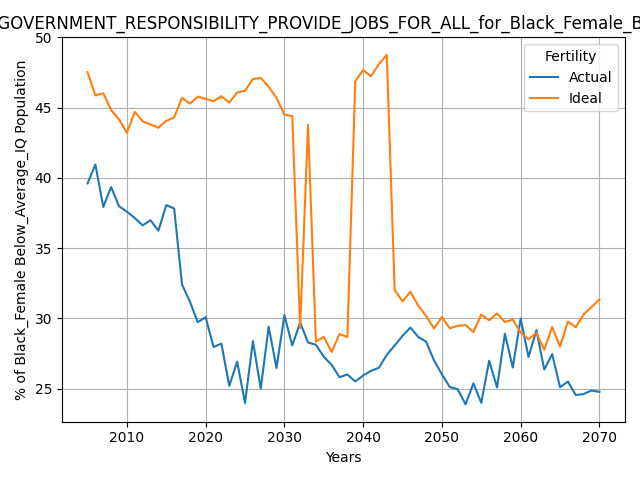 GOVERNMENT_RESPONSIBILITY_PROVIDE_JOBS_FOR_ALL_for_Black_Female_B
50
45
40
35
30
25
% of Black_Female Below_Average_IQ Population
Fertility
Actual
Ideal
2010 2020 2030 2040 2050 2060 2070
Years